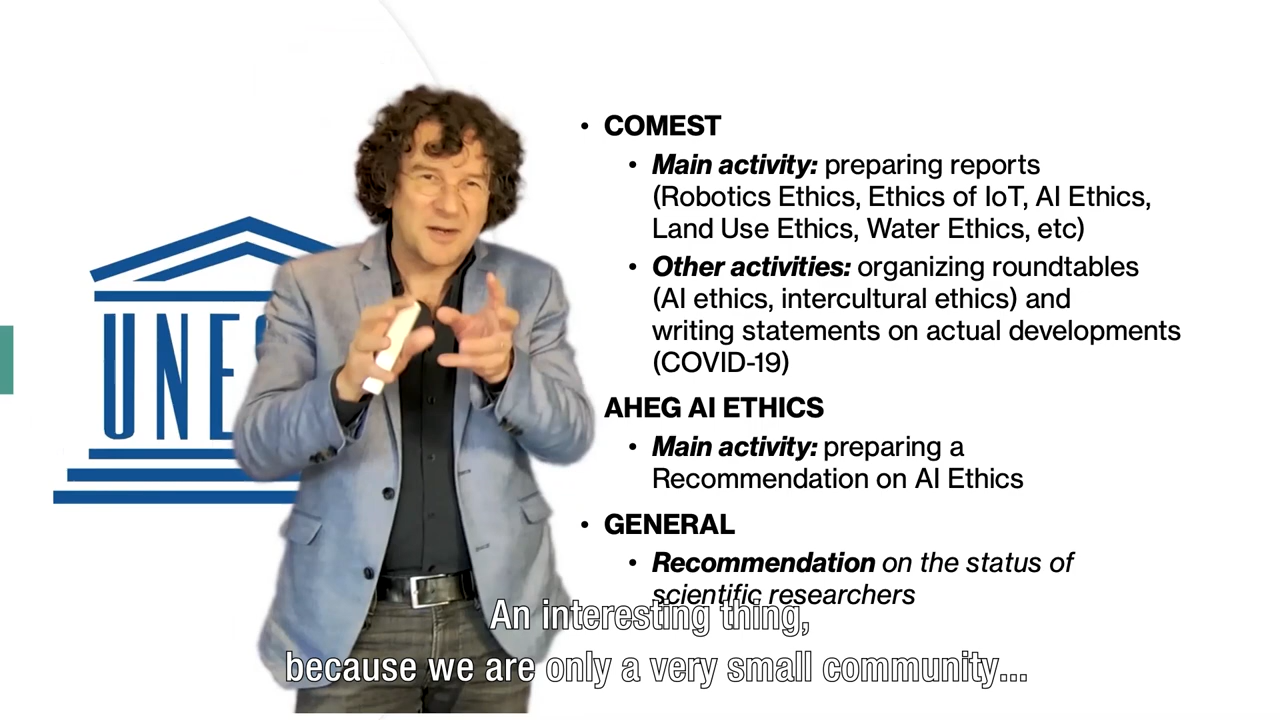 UNE
• COMEST
• Main activity: preparing reports
(Robotics Ethics, Ethics of IoT, AI Ethics,
Land Use Ethics, Water Ethics, etc)
• Other activities: organizing roundtables
(AI ethics, intercultural ethics) and
writing statements on actual developments
(COVID-19)
AHEG AI ETHICS
• Main activity: preparing a
Recommendation on AI Ethics
• GENERAL
• Recommendation on the status of
scientific researchers
An interesting thing,
because we are only a very small community...